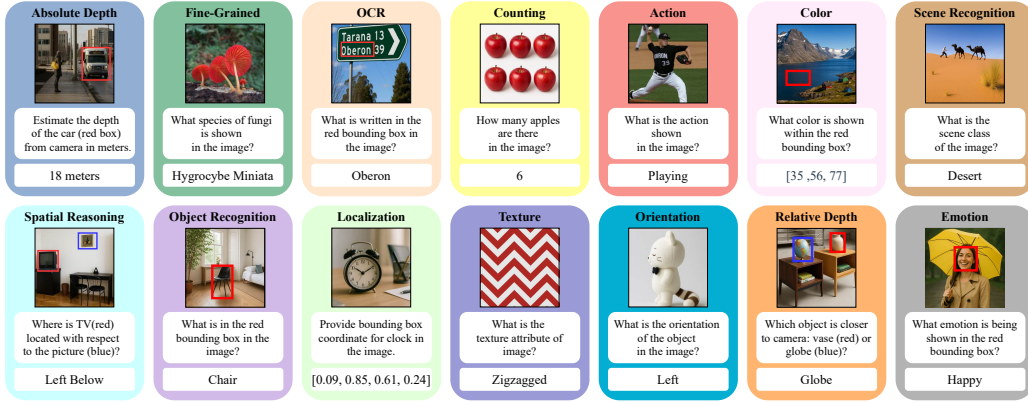 Absolute Depth
Estimate the depth
of the car (red box)
from camera in meters.
18 meters
Fine-Grained
What species of fungi
is shown
in the image?
Hygrocybe Miniata
OCR
Tarana 13
Oberon 39
What is written in the
red bounding box in
the image?
Oberon
Counting
How many apples
are there
in the image?
6
Action
35
What is the action
shown
in the image?
Playing
Color
What color is shown
within the red
bounding box?
[35 ,56, 77]
Scene Recognition
What is the
scene class
of the image?
Desert
Spatial Reasoning
Where is TV(red)
located with respect
to the picture (blue)?
Left Below
Object Recognition
What is in the red
bounding box in the
image?
Chair
Localization
Provide bounding box
coordinate for clock in
the image.
[0.09, 0.85, 0.61, 0.24]
Texture
What is the
texture attribute of
image?
Zigzagged
Orientation
What is the orientation
of the object
in the image?
Left
Relative Depth
Which object is closer
to camera: vase (red) or
globe (blue)?
Globe
Emotion
What emotion is being
shown in the red
bounding box?
Happy